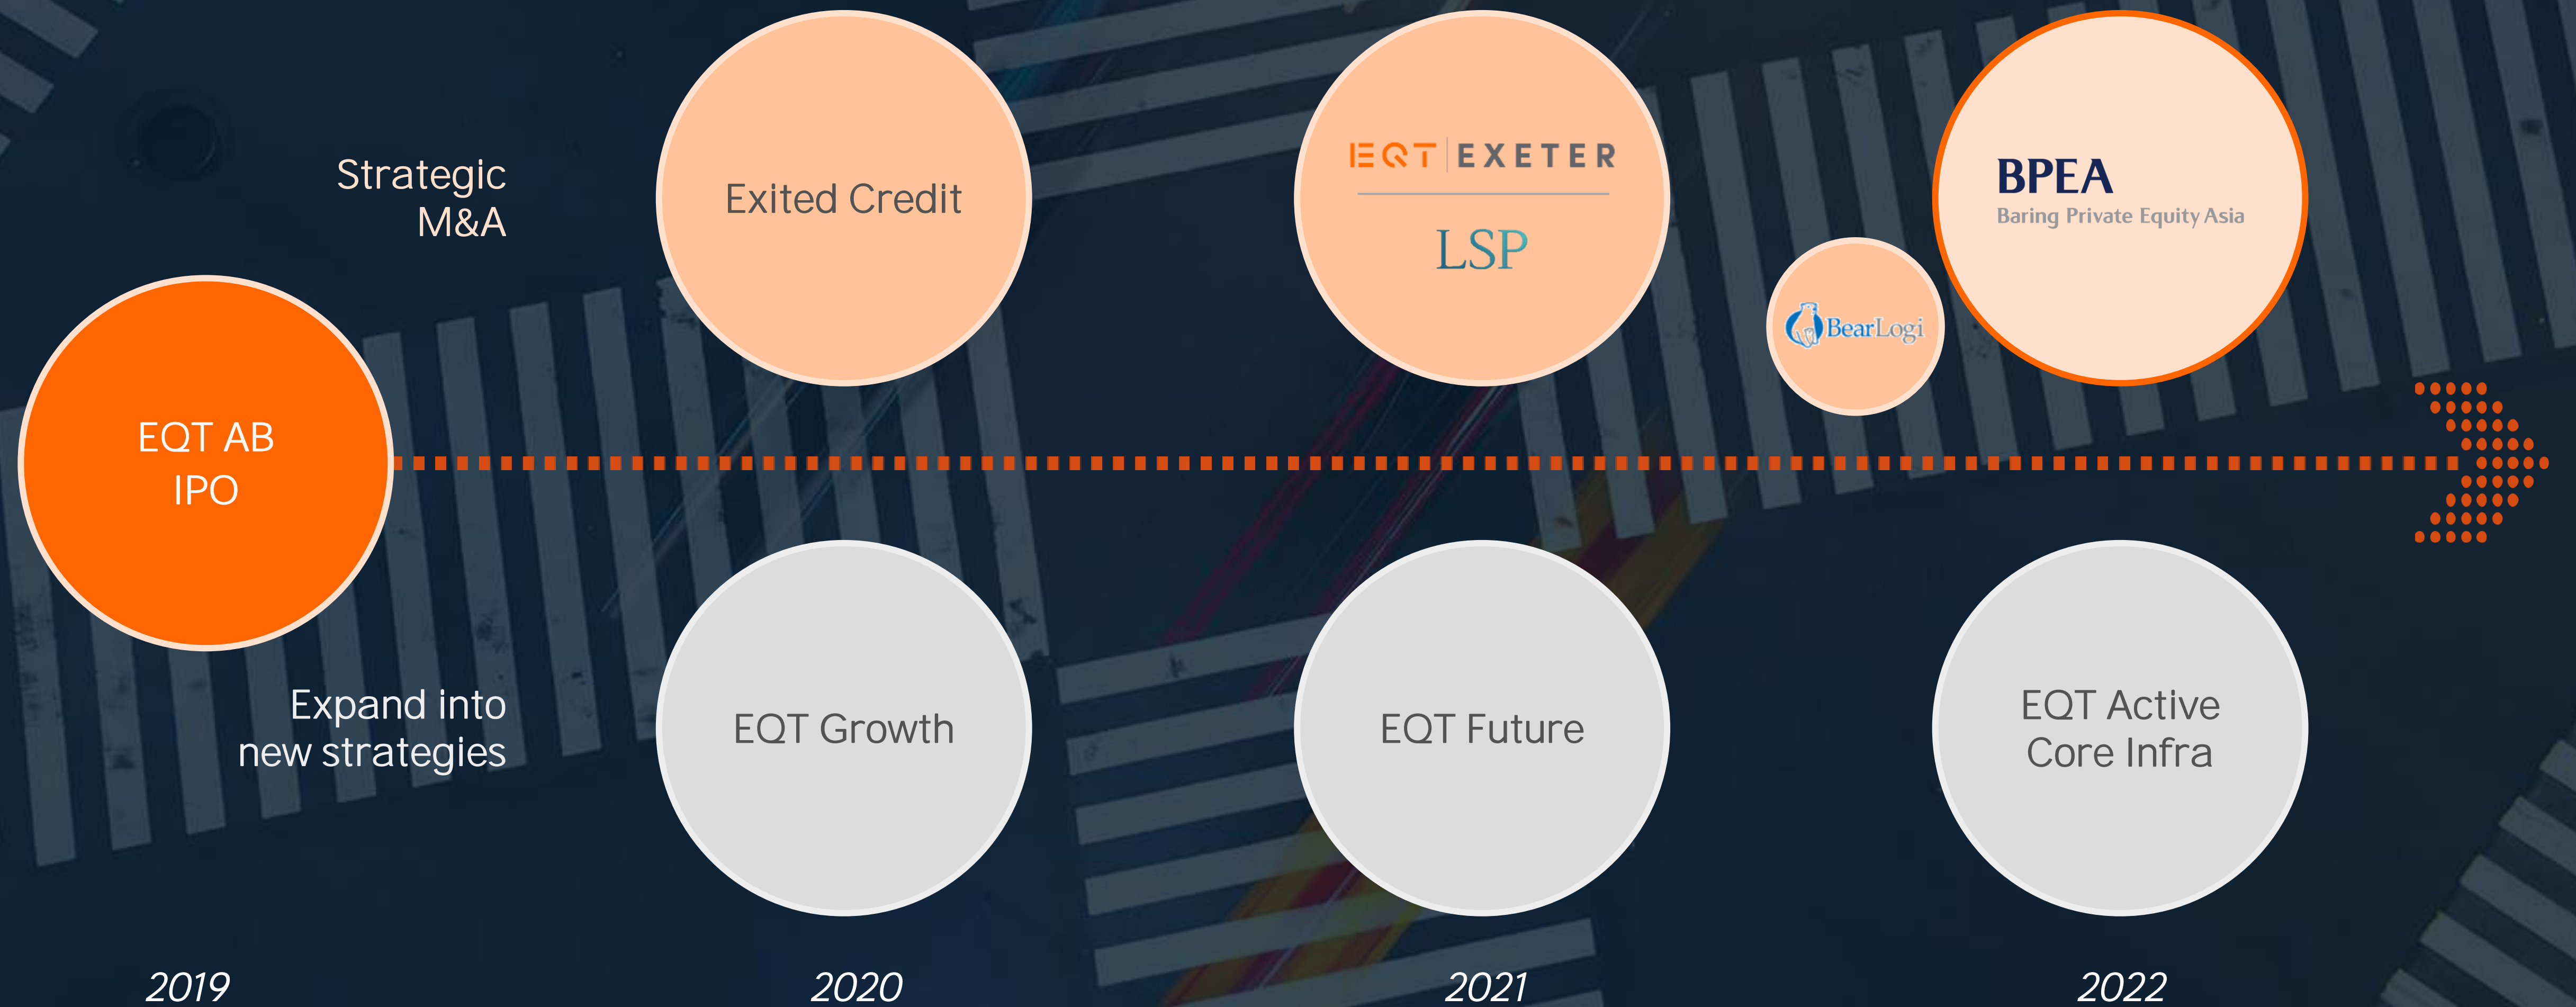 Strategic
M&A
Exited Credit
EQT EXETER
LSP
BearLogi
BPEA
Baring Private Equity Asia
EQT AB
IPO
Expand into
new strategies
EQT Growth
EQT Future
EQT Active
Core Infra
2019
2020
2021
2022